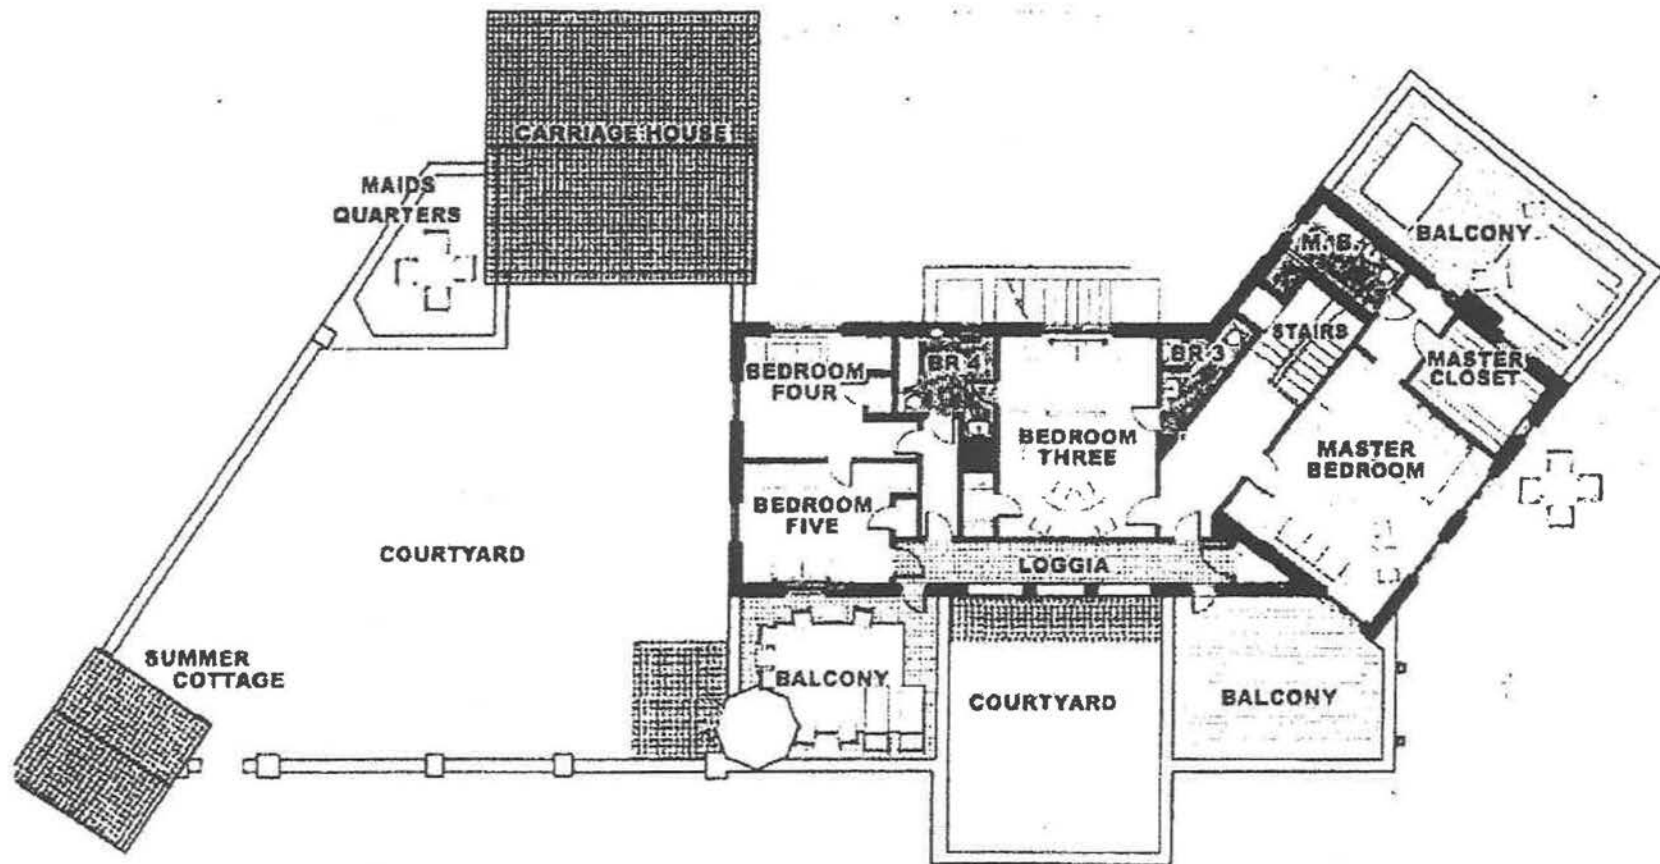 CARRIAGE HOUSE
MAIDS
QUARTERS
M. B.
BALCONY
STAIRS
BR 3
BR 4
BEDROOM
FOUR
MASTER
CLOSET
BEDROOM
THREE
MASTER
BEDROOM
BEDROOM
FIVE
COURTYARD
LOGGIA
SUMMER
COTTAGE
BALCONY
COURTYARD
BALCONY